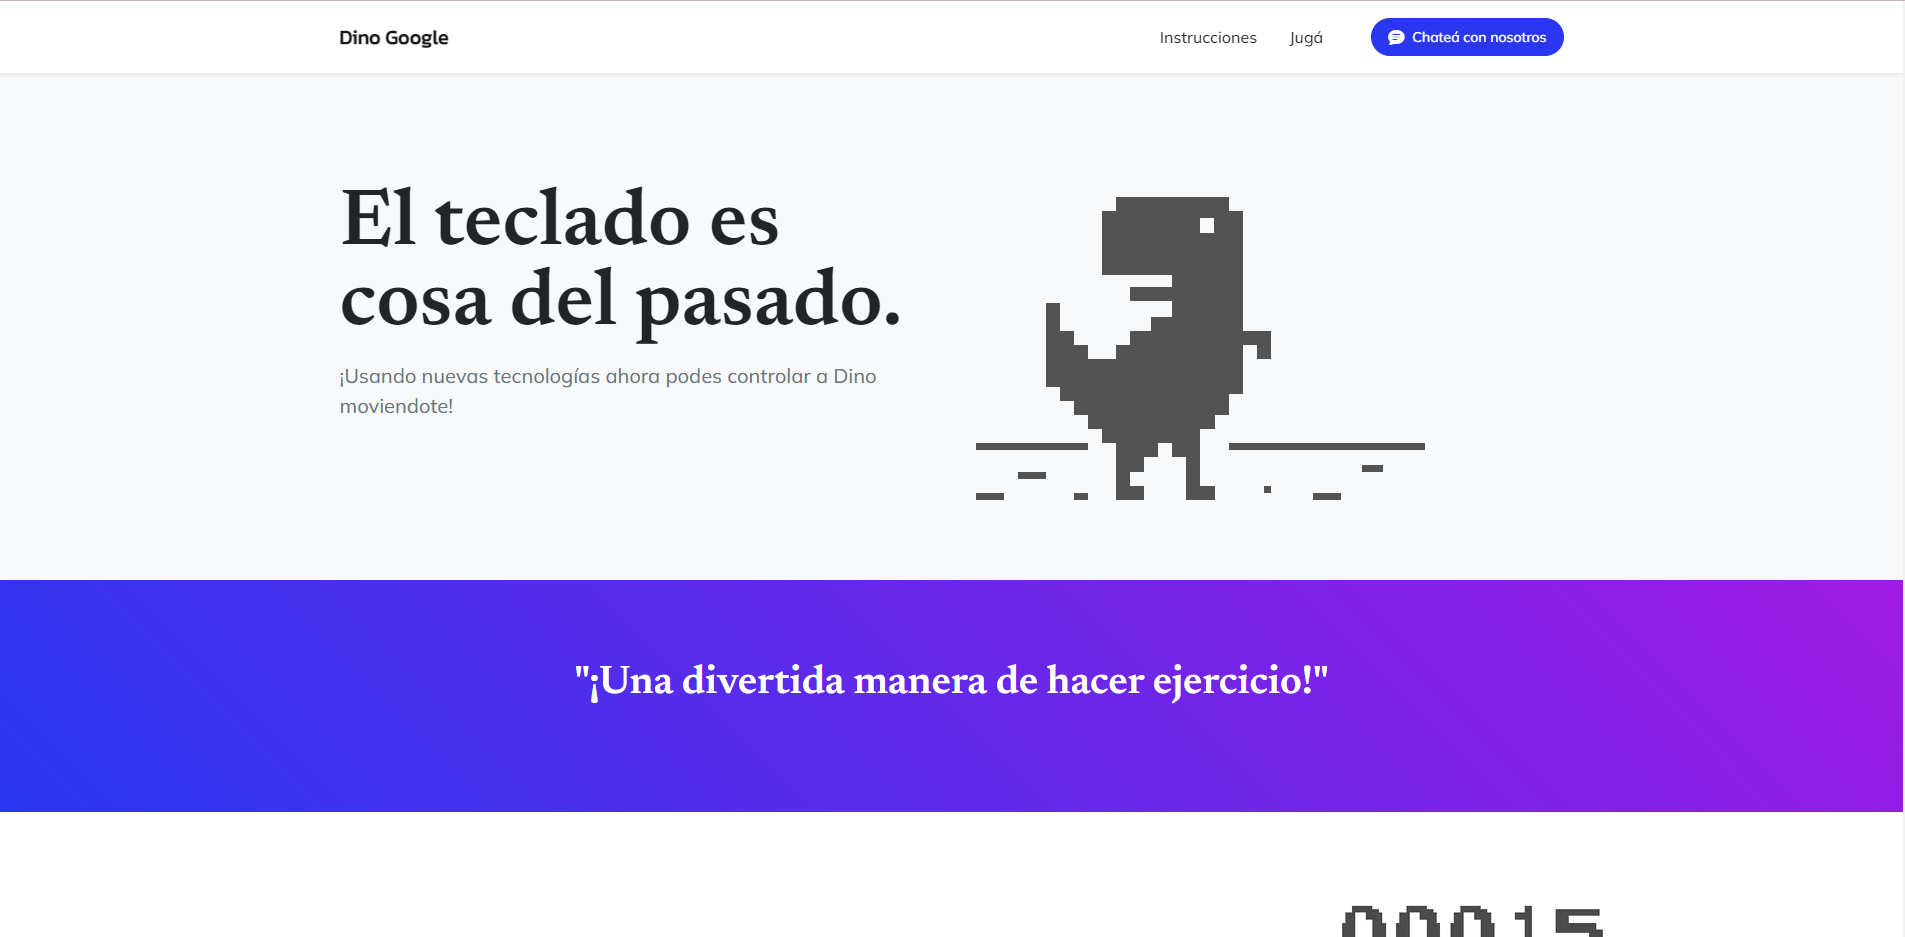 Dino Google
Instrucciones
Jugá
Chateá con nosotros
El teclado es
cosa del pasado.
¡Usando nuevas tecnologías ahora podes controlar a Dino
moviendote!
"¡Una divertida manera de hacer ejercicio!"
00015